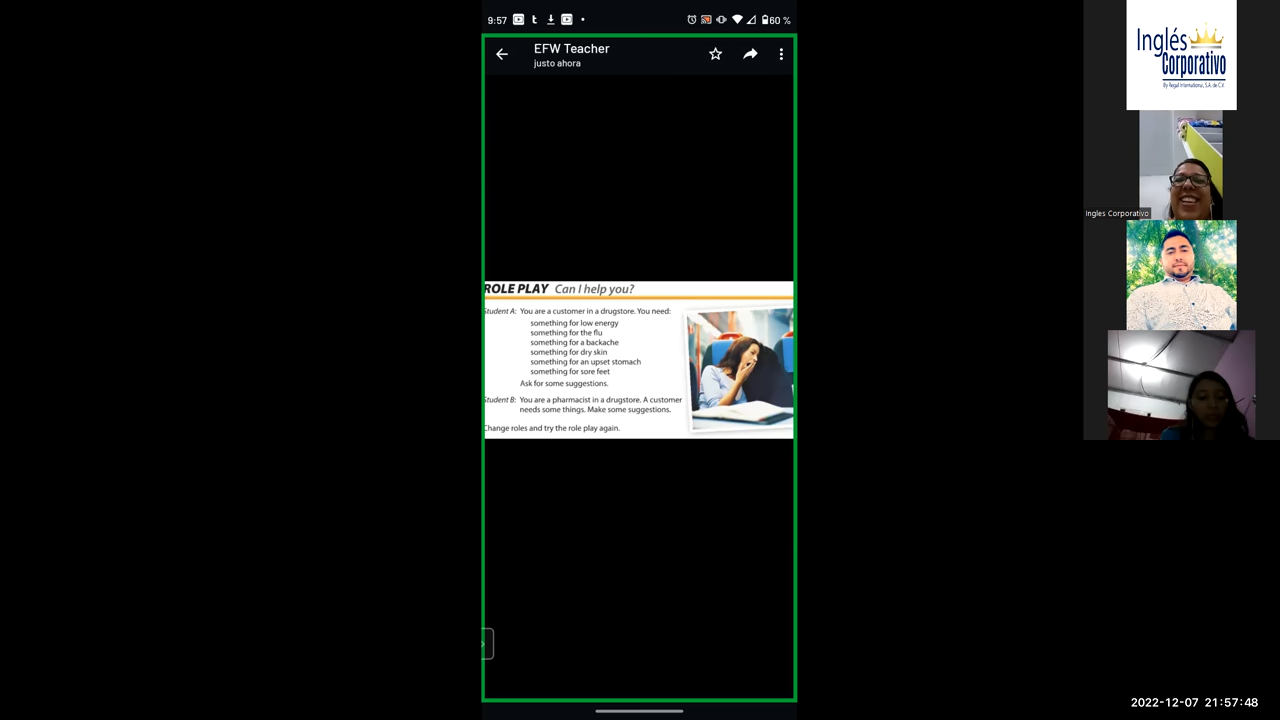 9:57
60 %
EFW Teacher
justo ahora
ROLE PLAY Can I help you?
Student A: You are a customer in a drugstore. You need:
something for low energy
something for the flu
something for a backache
something for dry skin
something for an upset stomach
something for sore feet
Ask for some suggestions.
Student B: You are a pharmacist in a drugstore. A customer
needs some things. Make some suggestions.
Change roles and try the role play again.
Inglés
Corporativo
By Regal International, S.A. de C.V.
Ingles Corporativo
2022-12-07 21:57:48